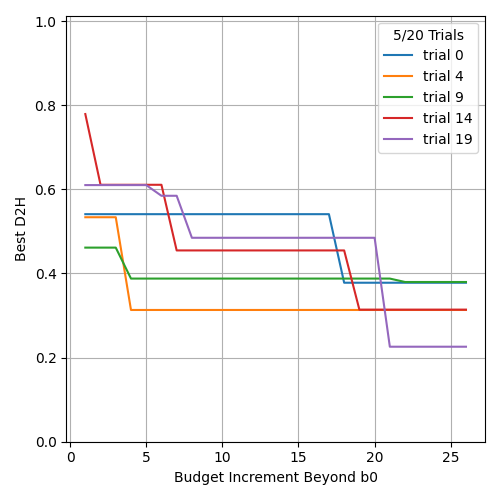 5/20 Trials
trial 0
trial 4
trial 9
trial 14
trial 19
1.0
0.8
0.6
0.4
0.2
0.0
Best D2H
0 5 10 15 20 25
Budget Increment Beyond b0